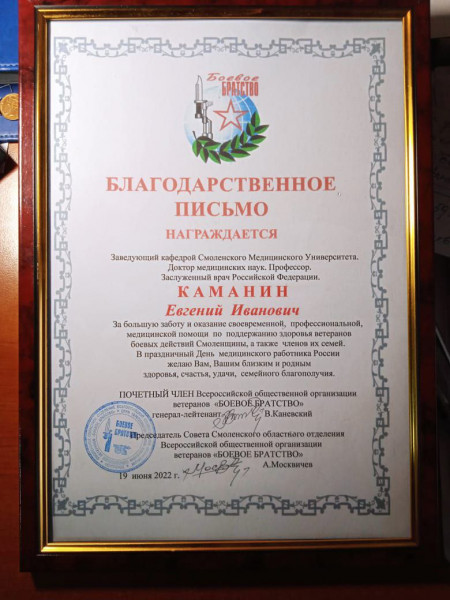 Боевое
БРАТСТВО
БЛАГОДАРСТВЕННОЕ
ПИСЬМО
НАГРАЖДАЕТСЯ
Заведующий кафедрой Смоленского Медицинского Университета.
Доктор медицинских наук. Профессор.
Заслуженный врач Российской Федерации.
КАМАНИН
Евгений Иванович
За большую заботу и оказание своевременной, профессиональной,
медицинской помощи по поддержанию здоровья ветеранов
боевых действий Смоленщины, а также членов их семей.
В праздничный День медицинского работника России
желаю Вам, Вашим близким и родным
здоровья, счастья, удачи, семейного благополучия.
ПОЧЕТНЫЙ ЧЛЕН Всероссийской общественной организации
ветеранов «БОЕВОЕ БРАТСТВО»
генерал-лейтенант В.Каневский
Председатель Совета Смоленского областного отделения
Всероссийской общественной организации
ветеранов «БОЕВОЕ БРАТСТВО»
А.Москвичев
19 июня 2022 г.
БОЕВОЕ
БРАТСТВО